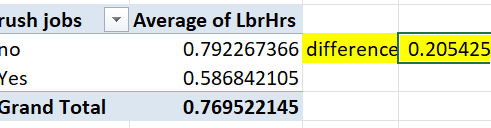 rush jobs Average of LbrHrs
no 0.792267366 difference 0.205425
Yes 0.586842105
Grand Total 0.769522145